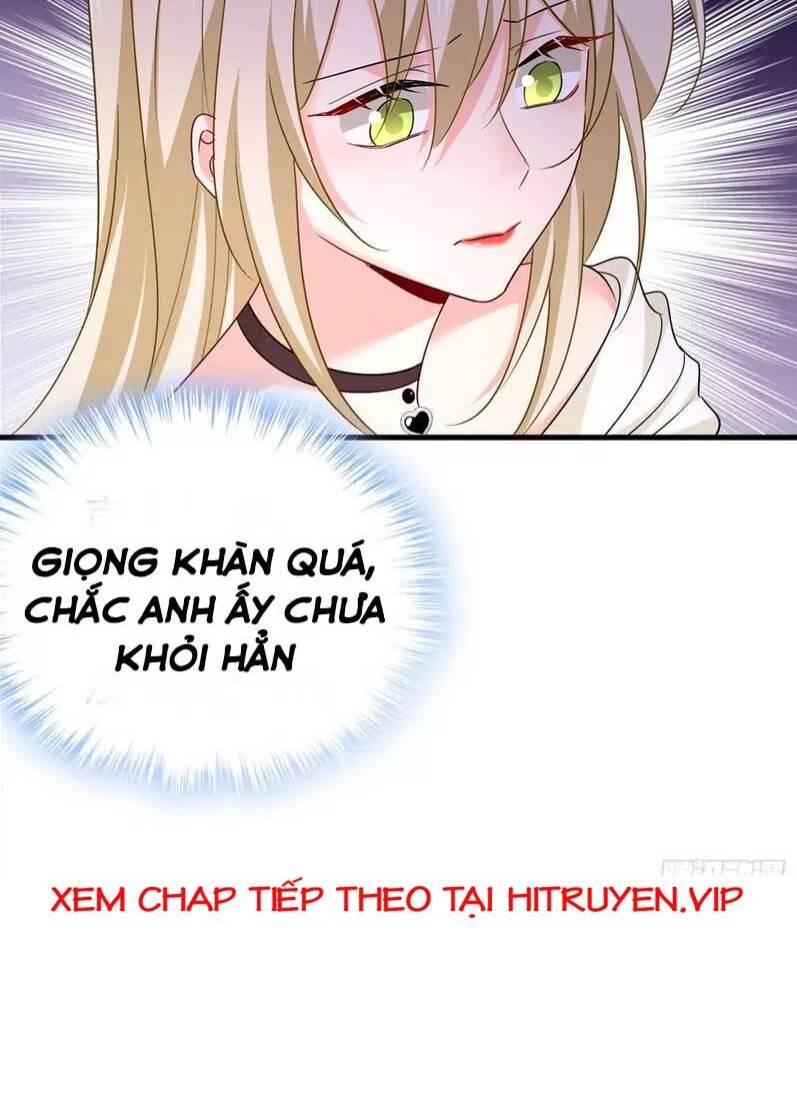 GIỌNG KHÀN QUÁ,
CHẮC ANH ẤY CHƯA
KHỎI HẲN
XEM CHAP TIẾP THEO TẠI HITRUYEN.VIP